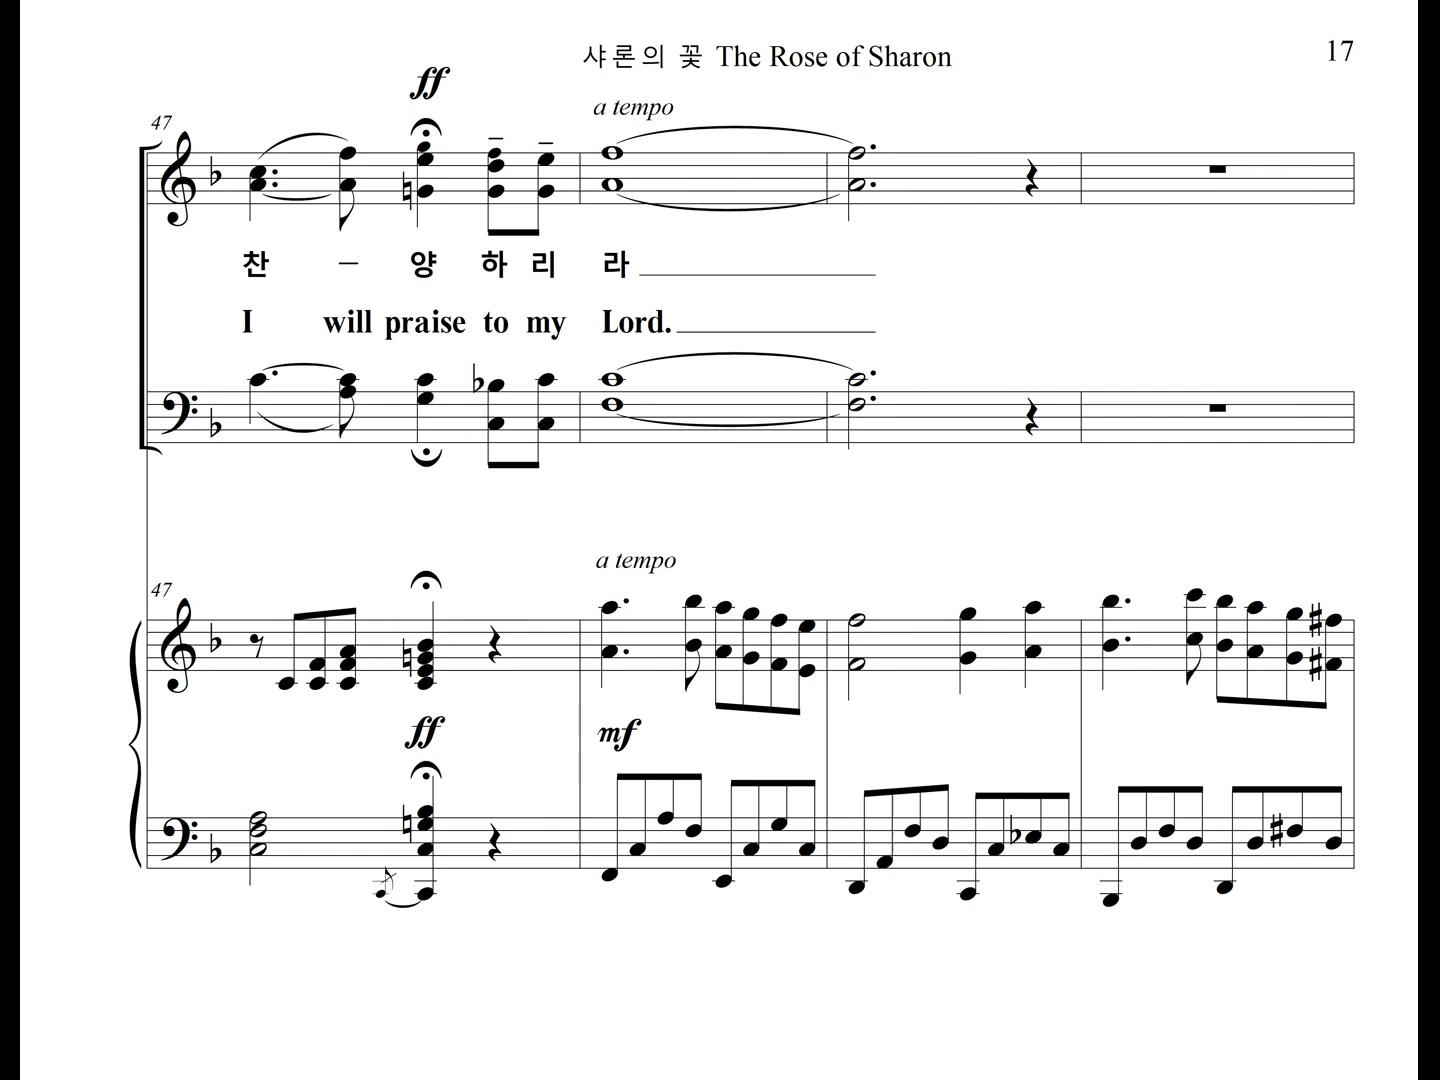 샤론의 꽃 The Rose of Sharon
17
ff
a tempo
47
찬 – 양 하 리 라
I will praise to my Lord.
a tempo
47
ff
mf